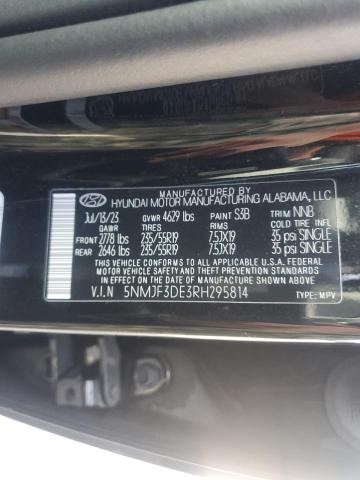 MANUFACTURED BY
HYUNDAI MOTOR MANUFACTURING ALABAMA, LLC
Jul/13/23 GVWR 4629 lbs PAINT S3B TRIM NNB
GAWR TIRES RIMS COLD TIRE INFL
FRONT 2778 lbs 235/55R19 7.5JX19 35 psi SINGLE
REAR 2646 lbs 235/55R19 7.5JX19 35 psi SINGLE
THIS VEHICLE CONFORMS TO ALL APPLICABLE U.S.A. FEDERAL
MOTOR VEHICLE SAFETY, BUMPER, AND THEFT PREVENTION
STANDARDS IN EFFECT ON THE DATE OF MANUFACTURE SHOWN ABOVE.
V.I.N 5NMJF3DE3RH295814 TYPE: MPV